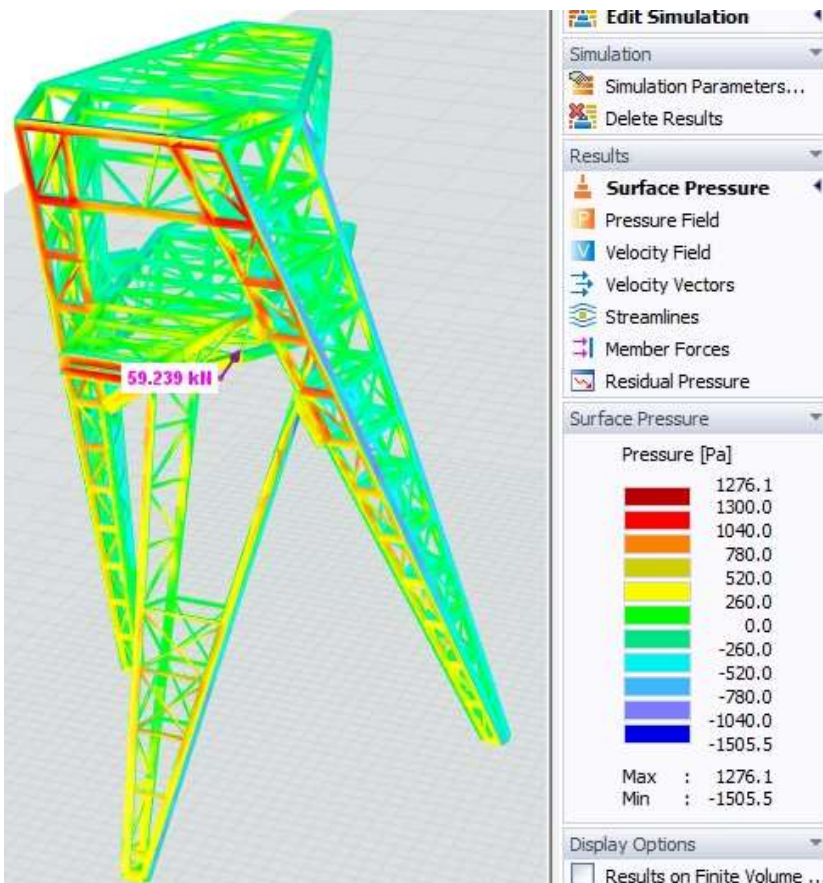 Edit Simulation
Simulation
Simulation Parameters...
Delete Results
Results
Surface Pressure
P Pressure Field
V Velocity Field
Velocity Vectors
Streamlines
Member Forces
Residual Pressure
59.239 kN
Surface Pressure
Pressure [Pa]
1276.1
1300.0
1040.0
780.0
520.0
260.0
0.0
-260.0
-520.0
-780.0
-1040.0
-1505.5
Max : 1276.1
Min : -1505.5
Display Options
Results on Finite Volume ...